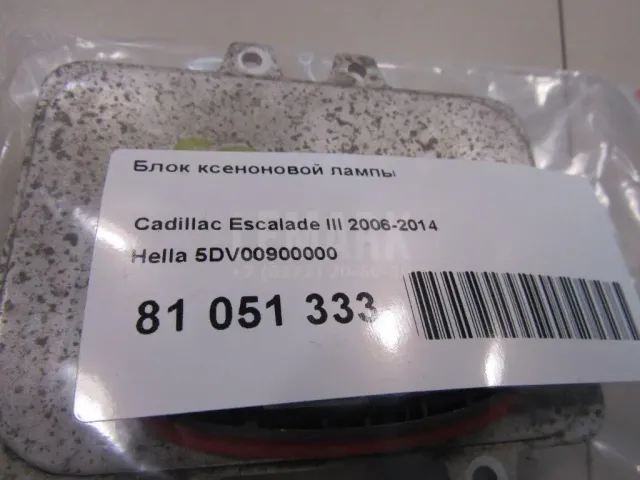 Блок ксеноновой лампы
Cadillac Escalade III 2006-2014
Hella 5DV00900000
81 051 333